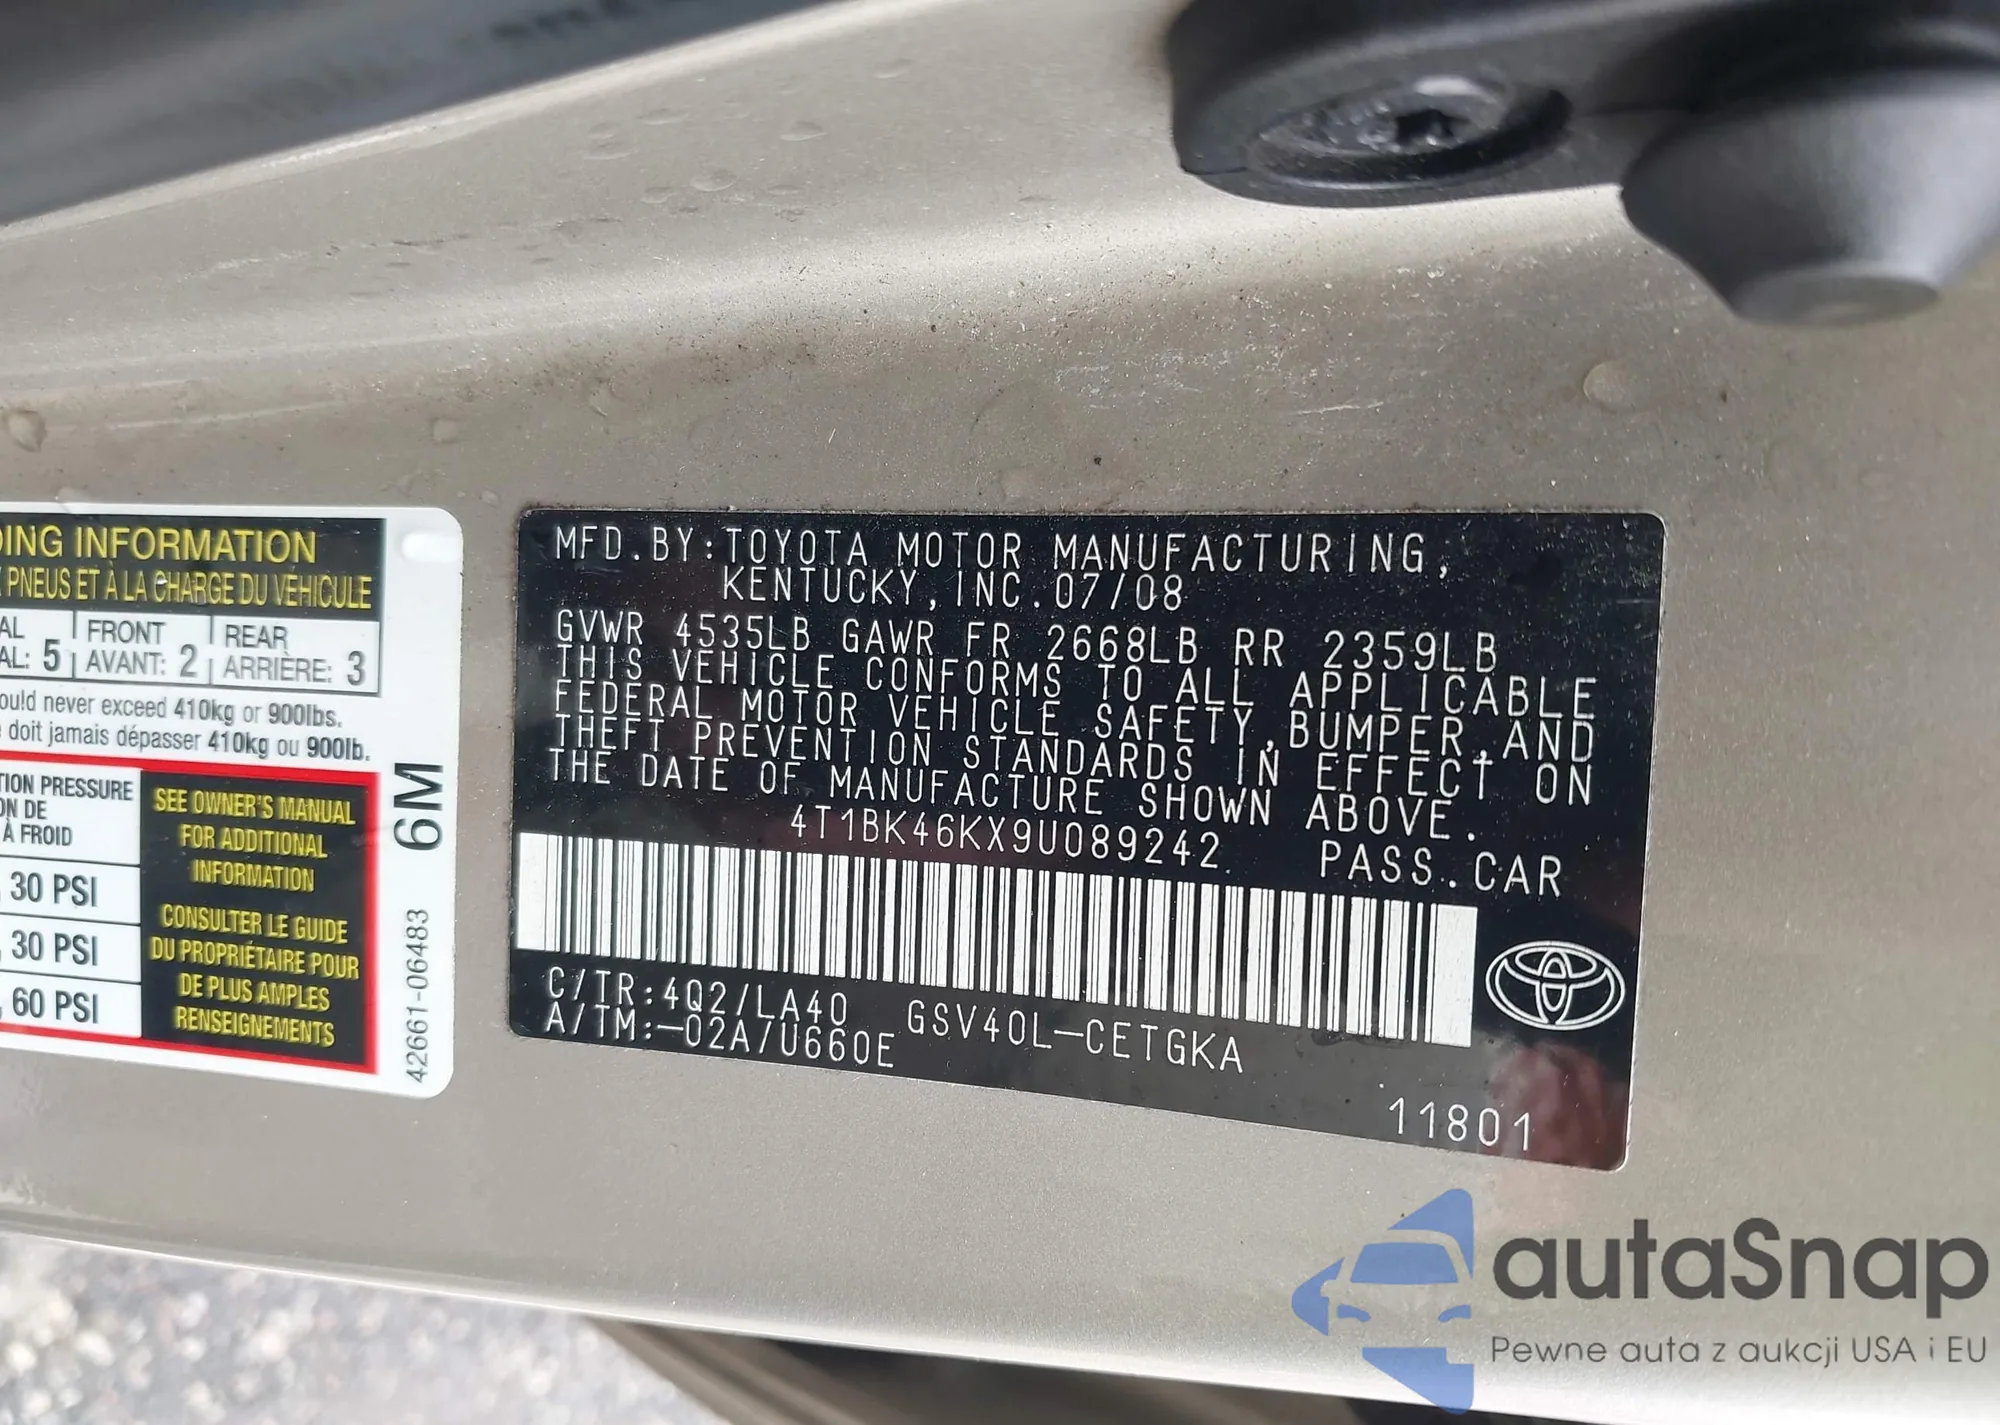 DING INFORMATION
PNEUS ET À LA CHARGE DU VÉHICULE
AL
AL: 5
FRONT
AVANT: 2
REAR
ARRIÈRE: 3
ould never exceed 410kg or 900lbs.
doit jamais dépasser 410kg ou 900lb.
TION PRESSURE
ON DE
À FROID
, 30 PSI
, 30 PSI
, 60 PSI
SEE OWNER'S MANUAL
FOR ADDITIONAL
INFORMATION
CONSULTER LE GUIDE
DU PROPRIÉTAIRE POUR
DE PLUS AMPLES
RENSEIGNEMENTS
6M
42661-06483
MFD.BY:TOYOTA MOTOR MANUFACTURING,
KENTUCKY,INC.07/08
GVWR 4535LB GAWR FR 2668LB RR 2359LB
THIS VEHICLE CONFORMS TO ALL APPLICABLE
FEDERAL MOTOR VEHICLE SAFETY,BUMPER,AND
THEFT PREVENTION STANDARDS IN EFFECT ON
THE DATE OF MANUFACTURE SHOWN ABOVE.
4T1BK46KX9U089242 PASS.CAR
C/TR:4Q2/LA40 GSV40L-CETGKA
A/TM:-02A/U660E
11801
autaSnap
Pewne auta z aukcji USA i EU